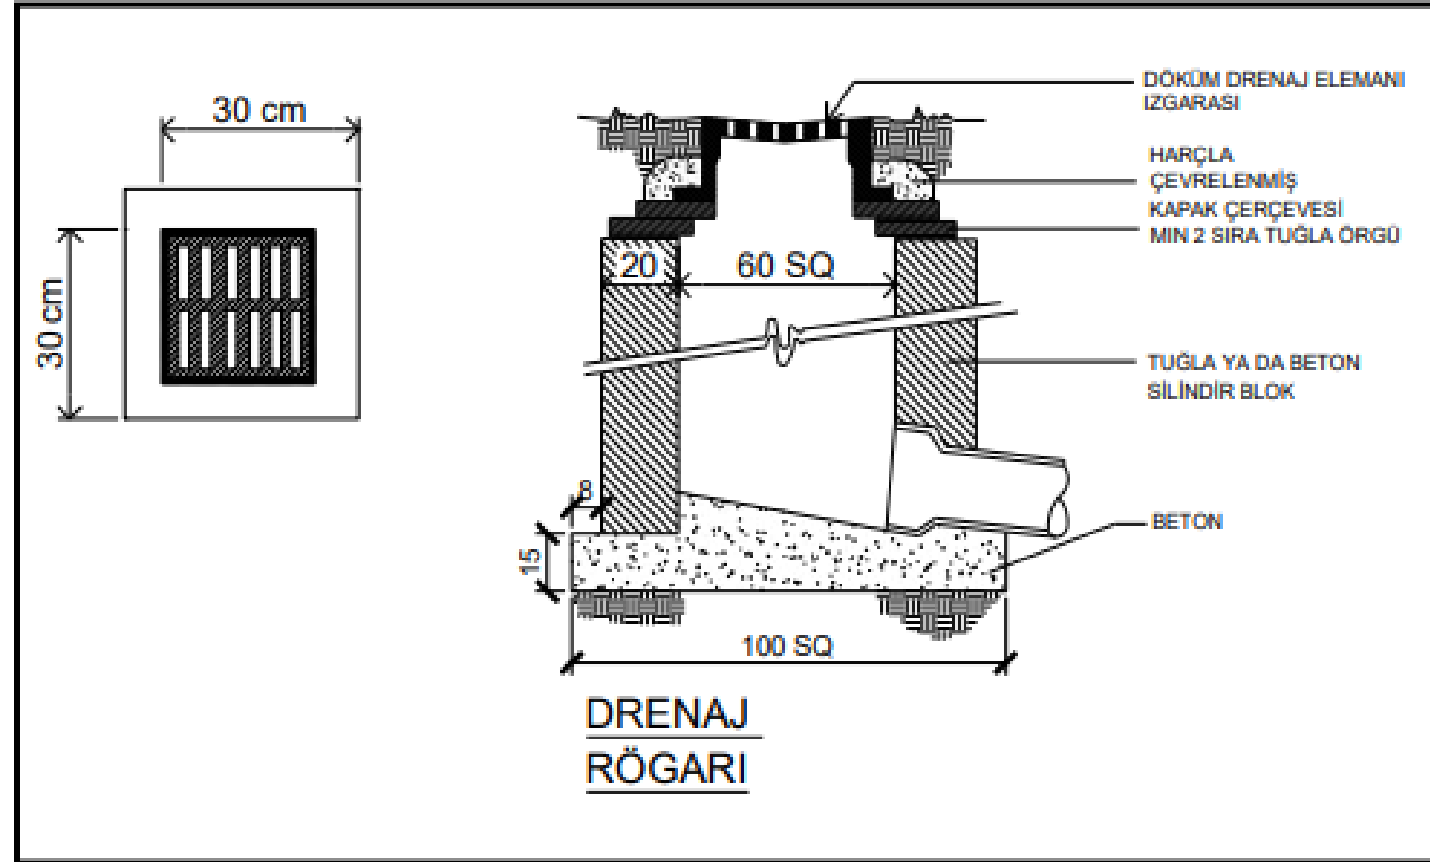 30 cm
30 cm
DÖKÜM DRENAJ ELEMANI
IZGARASI
HARÇLA
ÇEVRELENMİŞ
KAPAK ÇERÇEVESİ
MIN 2 SIRA TUĞLA ÖRGÜ
20
60 SQ
TUĞLA YA DA BETON
SİLİNDİR BLOK
8
BETON
15
100 SQ
DRENAJ
RÖGARI